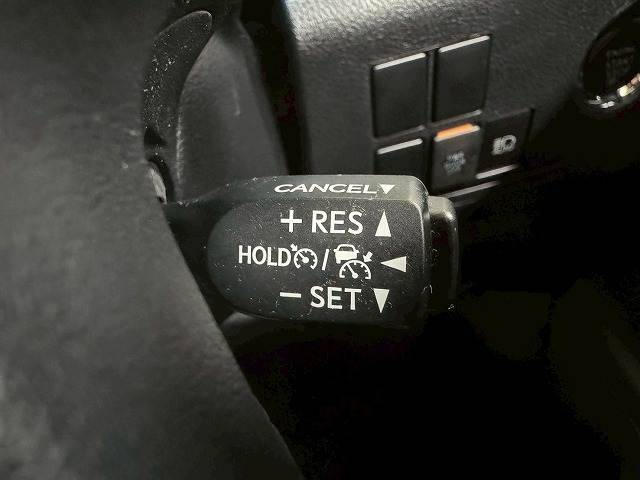 CANCEL▼
+ RES ▲
HOLD / ◀
− SET ▼